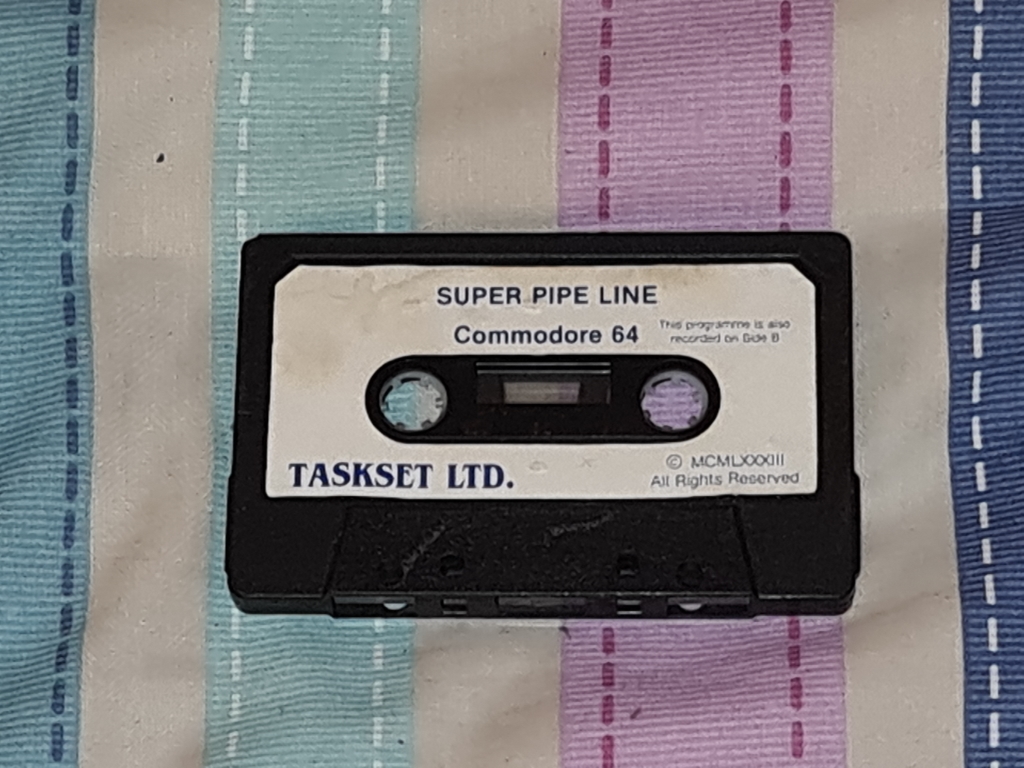 SUPER PIPE LINE
Commodore 64
This programme is also
recorded on Side B
TASKSET LTD.
© MCMLXXXIII
All Rights Reserved